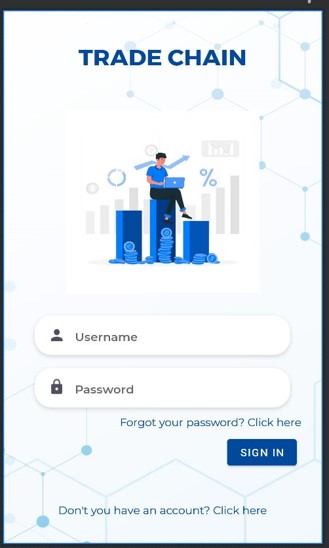 TRADE CHAIN
%
Username
Password
Forgot your password? Click here
SIGN IN
Don't you have an account? Click here